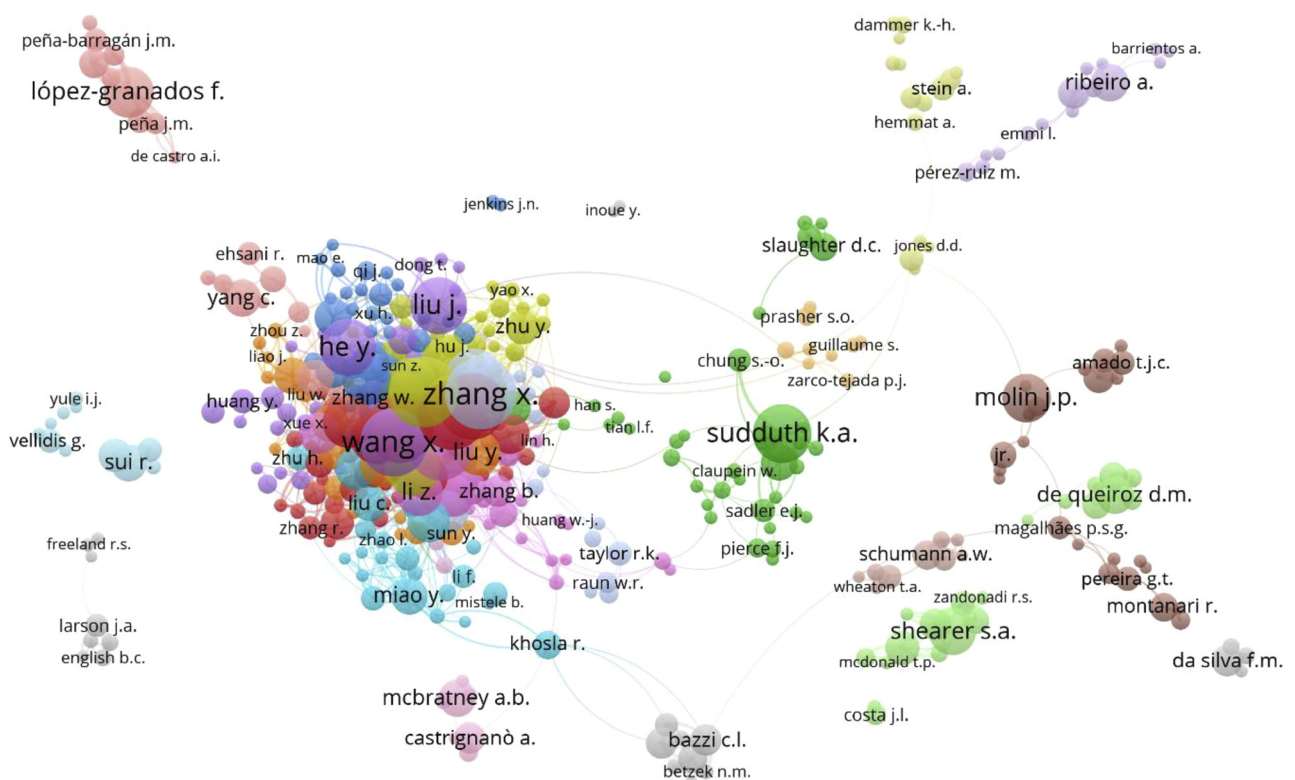 dammer k.-h.
peña-barragán j.m.
barrientos a.
lópez-granados f.
ribeiro a.
stein a.
peña j.m.
hemmat a.
emmi l.
de castro a.i.
pérez-ruiz m.
jenkins j.n.
inoue y.
slaughter d.c.
jones d.d.
ehsani r.
mao e.
dong t.
qi j.
yang c.
liu j.
yao x.
xu h.
prasher s.o.
zhou z.
zhu y.
he y.
hu j.
guillaume s.
liao j.
sun z.
chung s.-o.
amado t.j.c.
zarco-tejada p.j.
liu w.
zhang w.
zhang x.
molin j.p.
yule i.j.
huang y.
han s.
xue x.
tian l.f.
sudduth k.a.
vellidis g.
wang x.
lin h.
liu y.
jr.
sui r.
zhu h.
claupein w.
li z.
zhang b.
de queiroz d.m.
liu c.
sadler e.j.
zhang r.
huang w.-j.
magalhães p.s.g.
sun y.
zhao l.
freeland r.s.
pierce f.j.
taylor r.k.
schumann a.w.
li f.
raun w.r.
pereira g.t.
wheaton t.a.
miao y.
mistele b.
zandonadi r.s.
montanari r.
larson j.a.
shearer s.a.
khosla r.
english b.c.
mcdonald t.p.
da silva f.m.
mcbratney a.b.
costa j.l.
castrignanò a.
bazzi c.l.
betzek n.m.